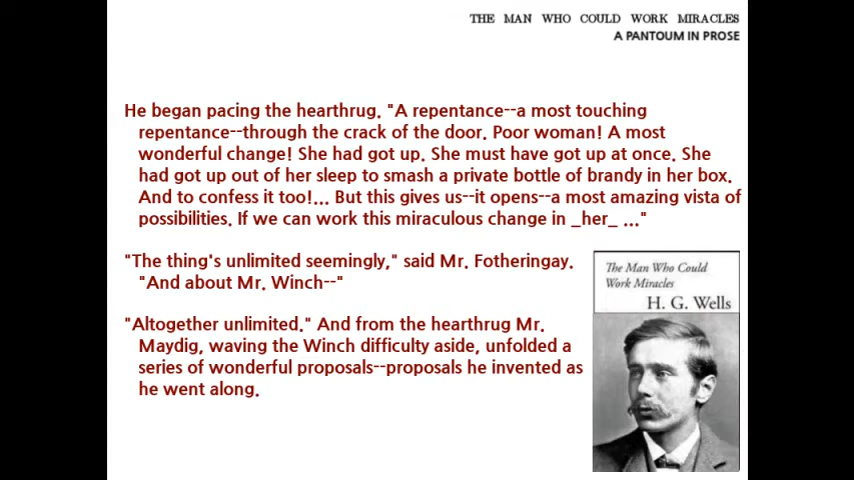 THE MAN WHO COULD WORK MIRACLES
A PANTOUM IN PROSE
He began pacing the hearthrug. "A repentance--a most touching
repentance--through the crack of the door. Poor woman! A most
wonderful change! She had got up. She must have got up at once. She
had got up out of her sleep to smash a private bottle of brandy in her box.
And to confess it too!... But this gives us--it opens--a most amazing vista of
possibilities. If we can work this miraculous change in _her_ ..."
"The thing's unlimited seemingly," said Mr. Fotheringay.
"And about Mr. Winch--"
"Altogether unlimited." And from the hearthrug Mr.
Maydig, waving the Winch difficulty aside, unfolded a
series of wonderful proposals--proposals he invented as
he went along.
The Man Who Could
Work Miracles
H. G. Wells